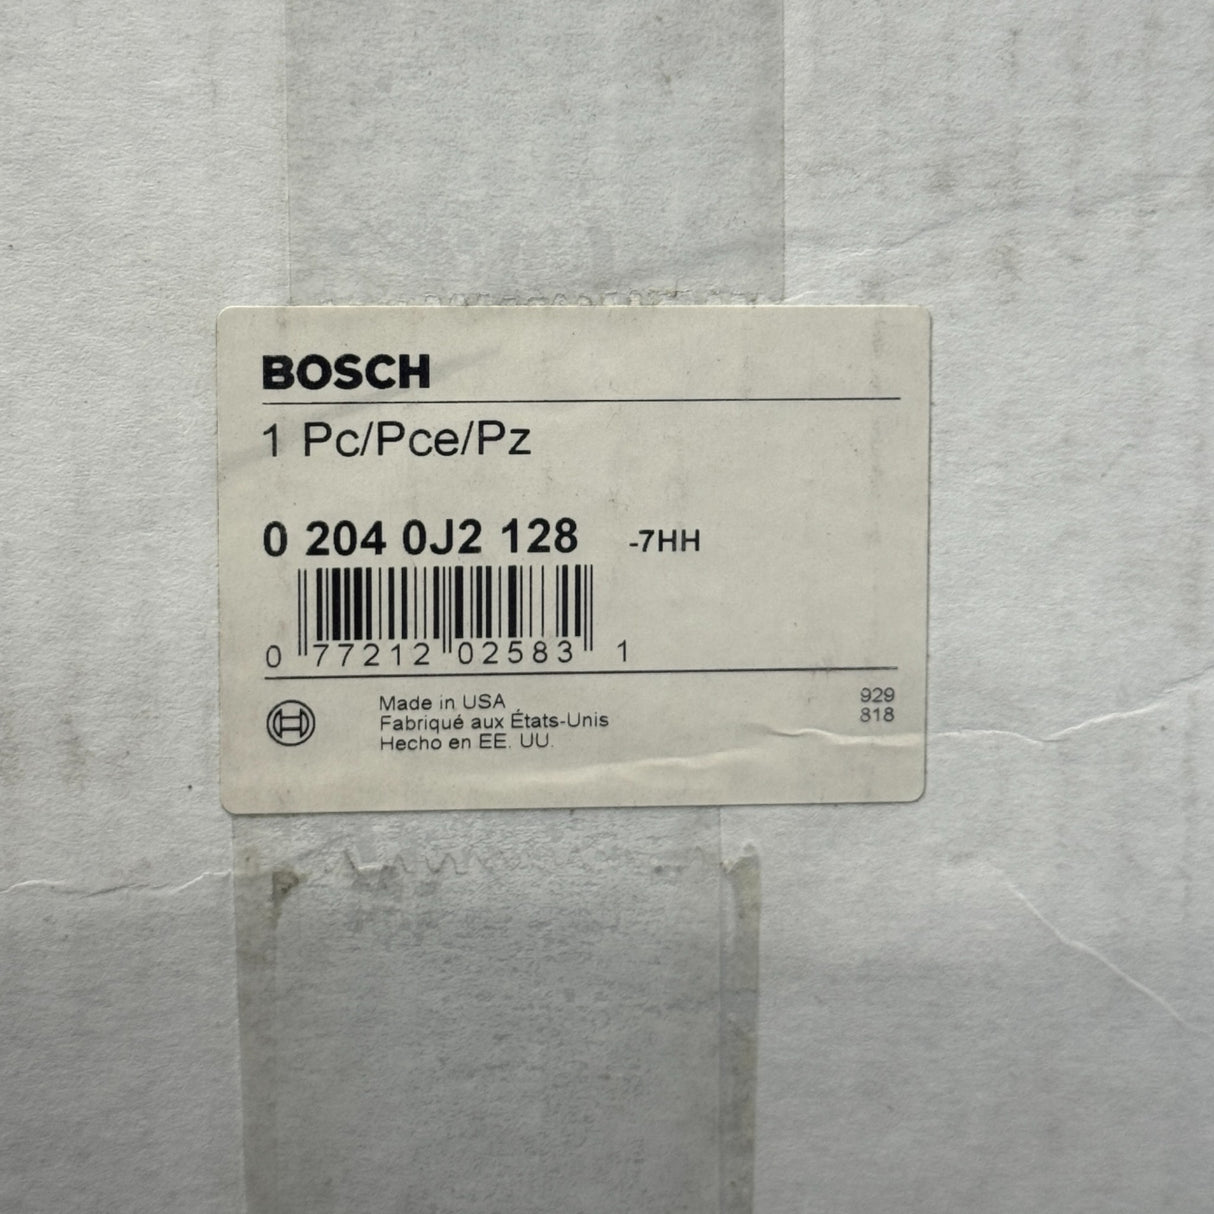 BOSCH
1 Pc/Pce/Pz
0 204 0J2 128 -7HH
0 77212 02583 1
Made in USA 929
Fabriqué aux États-Unis 818
Hecho en EE. UU.